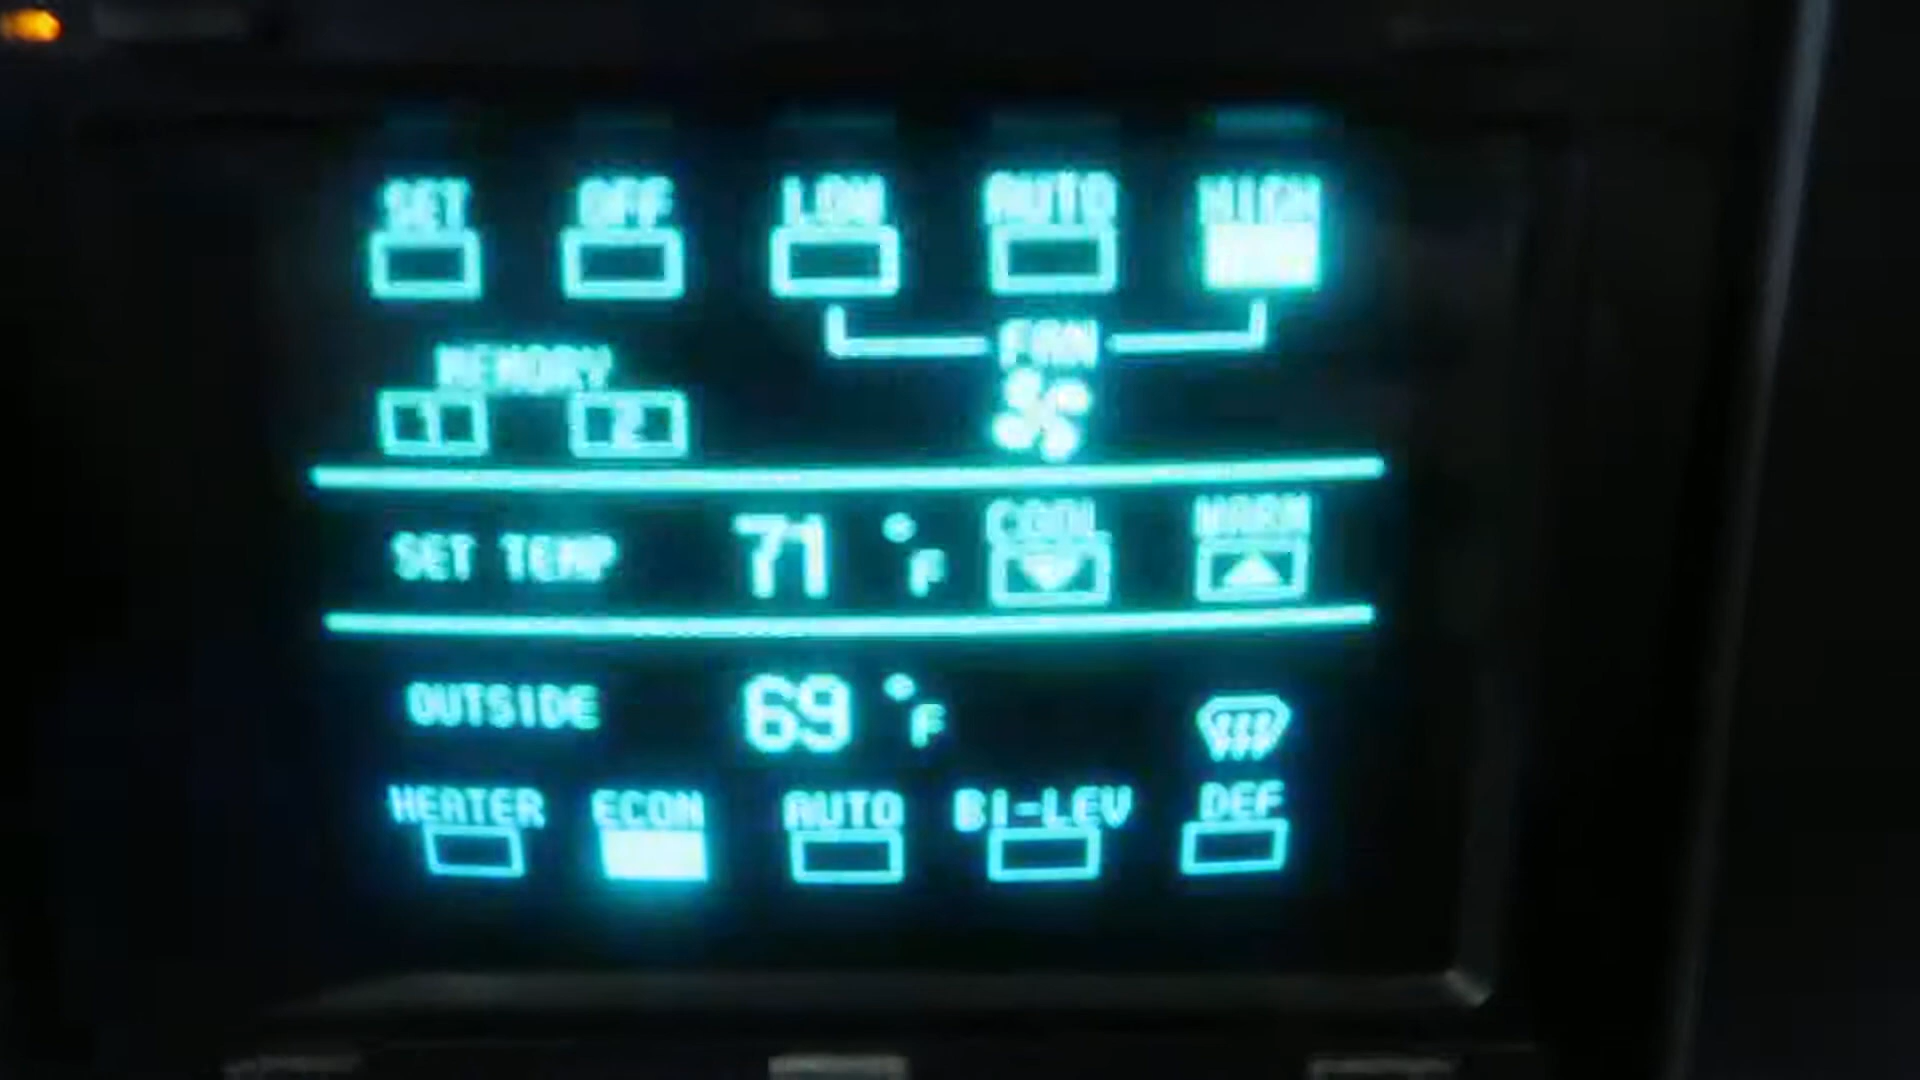 SET OFF LOW AUTO HIGH
FAN
MEMORY
1 2
SET TEMP 71 °F COOL WARM
OUTSIDE 69 °F
HEATER ECON AUTO BI-LEV DEF